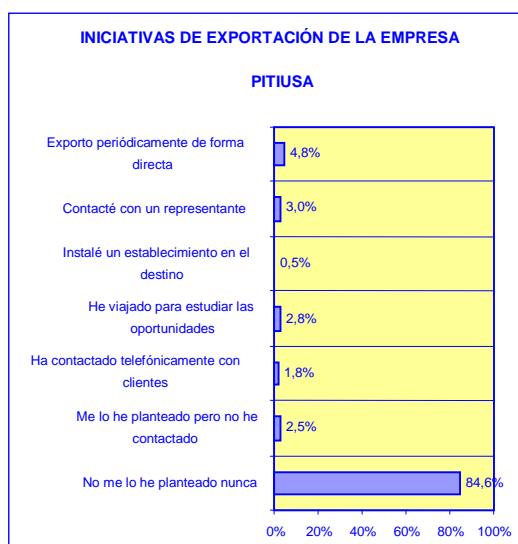 INICIATIVAS DE EXPORTACIÓN DE LA EMPRESA
PITIUSA
Exporto periódicamente de forma
directa
4,8%
Contacté con un representante
3,0%
Instalé un establecimiento en el
destino
0,5%
He viajado para estudiar las
oportunidades
2,8%
Ha contactado telefónicamente con
clientes
1,8%
Me lo he planteado pero no he
contactado
2,5%
No me lo he planteado nunca
84,6%
0% 20% 40% 60% 80% 100%